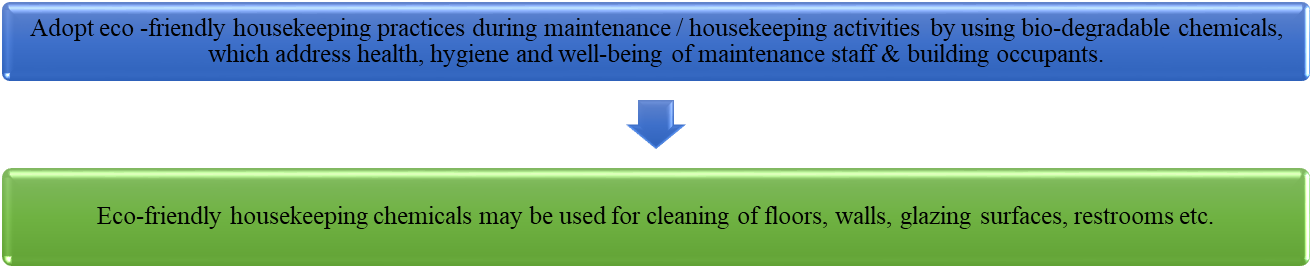 Adopt eco -friendly housekeeping practices during maintenance / housekeeping activities by using bio-degradable chemicals,
which address health, hygiene and well-being of maintenance staff & building occupants.
Eco-friendly housekeeping chemicals may be used for cleaning of floors, walls, glazing surfaces, restrooms etc.